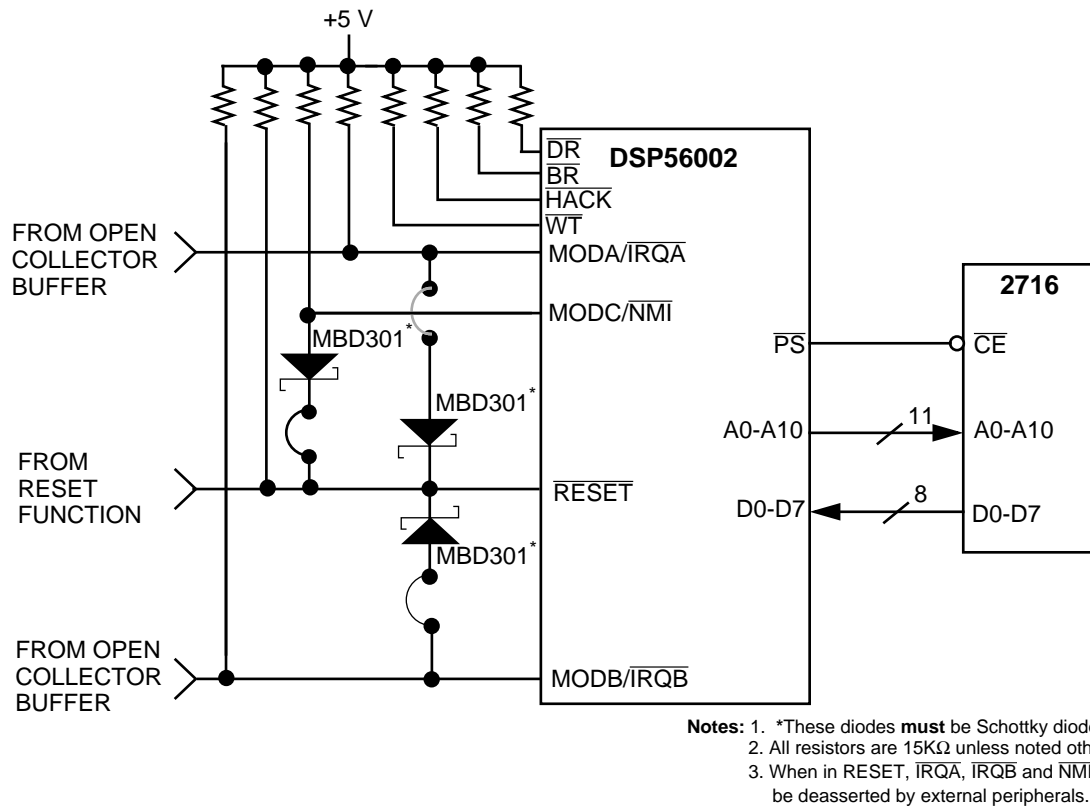 +5 V
DR
BR
HACK
WT
DSP56002
FROM OPEN
COLLECTOR
BUFFER
MODA/IRQA
MODC/NMI
MBD301*
MBD301*
FROM
RESET
FUNCTION
RESET
MBD301*
FROM OPEN
COLLECTOR
BUFFER
MODB/IRQB
PS
A0-A10
D0-D7
11
8
2716
CE
A0-A10
D0-D7
Notes: 1. *These diodes must be Schottky
2. All resistors are 15KΩ unless noted
3. When in RESET, IRQA, IRQB and NMI
be deasserted by external peripherals.